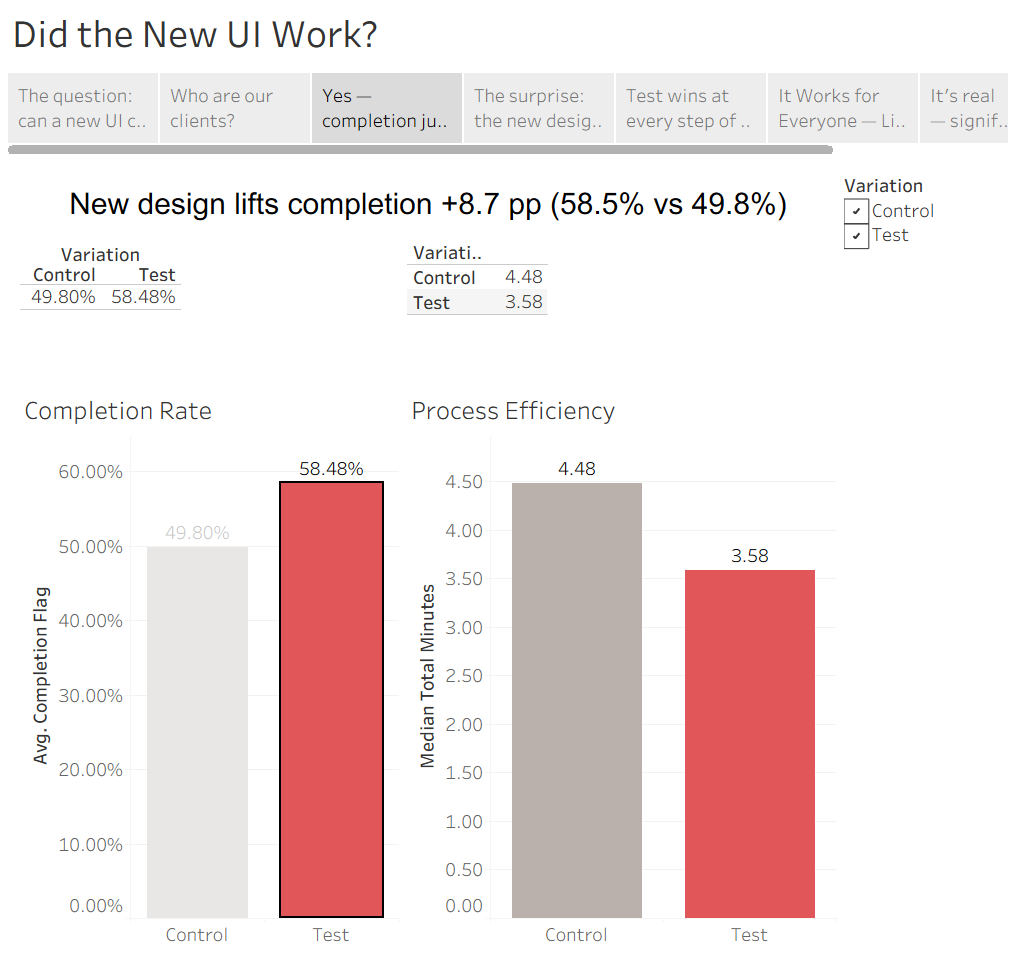 Did the New UI Work?
The question:
can a new UI c..
Who are our
clients?
Yes —
completion ju..
The surprise:
the new desig..
Test wins at
every step of ..
It Works for
Everyone — Li..
It's real
— signif..
New design lifts completion +8.7 pp (58.5% vs 49.8%)
Variation
Control
Test
Variation
Control Test
49.80% 58.48%
Variati..
Control 4.48
Test 3.58
Completion Rate
60.00%
50.00%
40.00%
30.00%
20.00%
10.00%
0.00%
Avg. Completion Flag
49.80%
58.48%
Control
Test
Process Efficiency
4.50
4.00
3.50
3.00
2.50
2.00
1.50
1.00
0.50
0.00
Median Total Minutes
4.48
3.58
Control
Test